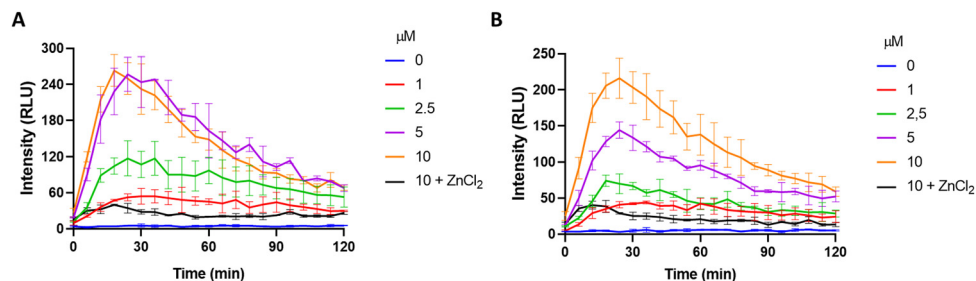 A
Intensity (RLU)
300
240
180
120
60
0
0 30 60 90 120
Time (min)
μM
0
1
2.5
5
10
10 + ZnCl₂
B
Intensity (RLU)
250
200
150
100
50
0
0 30 60 90 120
Time (min)
μM
0
1
2,5
5
10
10 + ZnCl₂